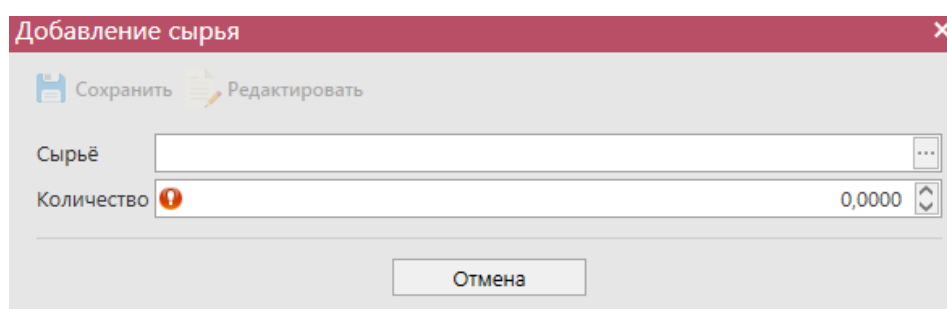 Добавление сырья
Сохранить Редактировать
Сырьё
Количество 0,0000
Отмена